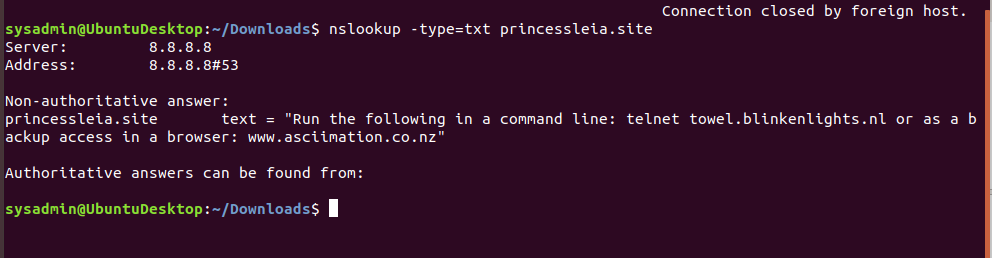 Connection closed by foreign host.
sysadmin@UbuntuDesktop:~/Downloads$ nslookup -type=txt princessleia.site
Server: 8.8.8.8
Address: 8.8.8.8#53
Non-authoritative answer:
princessleia.site text = "Run the following in a command line: telnet towel.blinkenlights.nl or as a b
ackup access in a browser: www.asciimation.co.nz"
Authoritative answers can be found from:
sysadmin@UbuntuDesktop:~/Downloads$